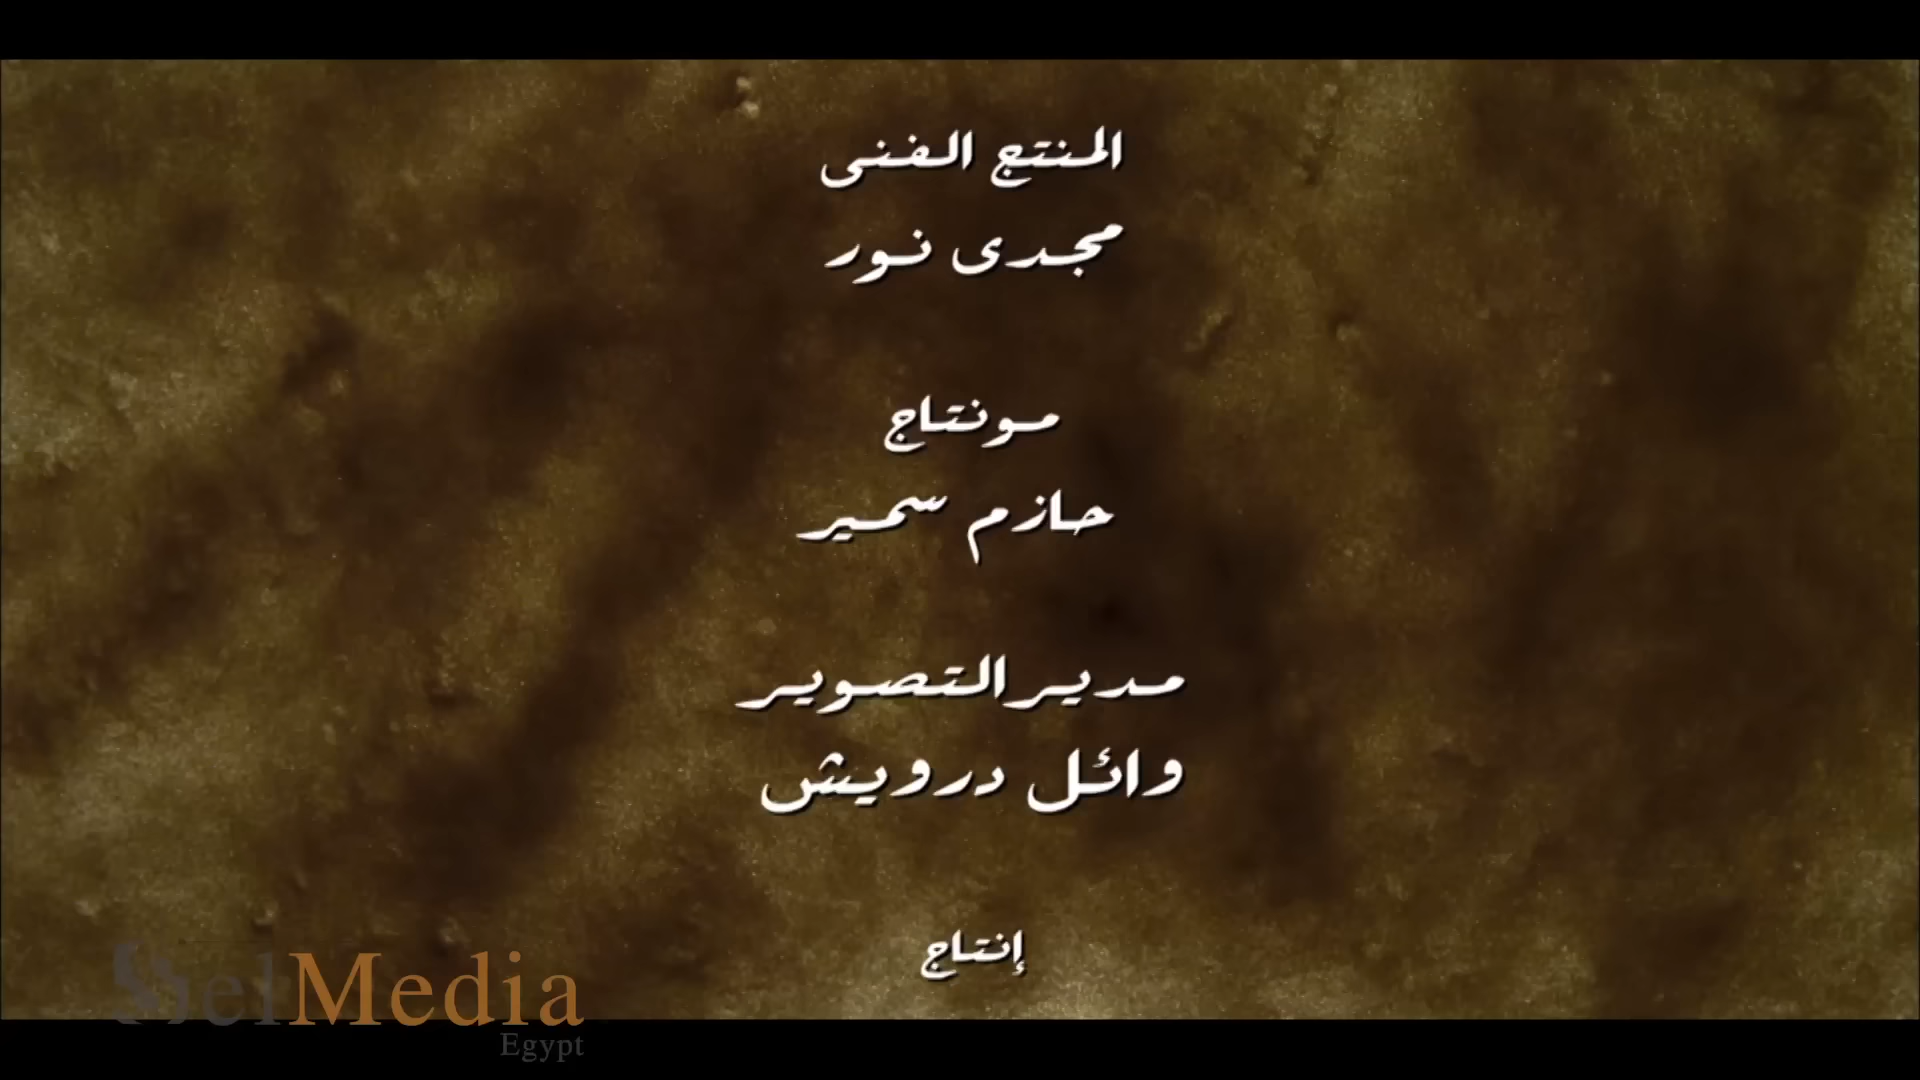 المنتج الفنى
مجدى نور
مونتاج
حازم سمير
مدير التصوير
وائل درويش
إنتاج
elMedia
Egypt